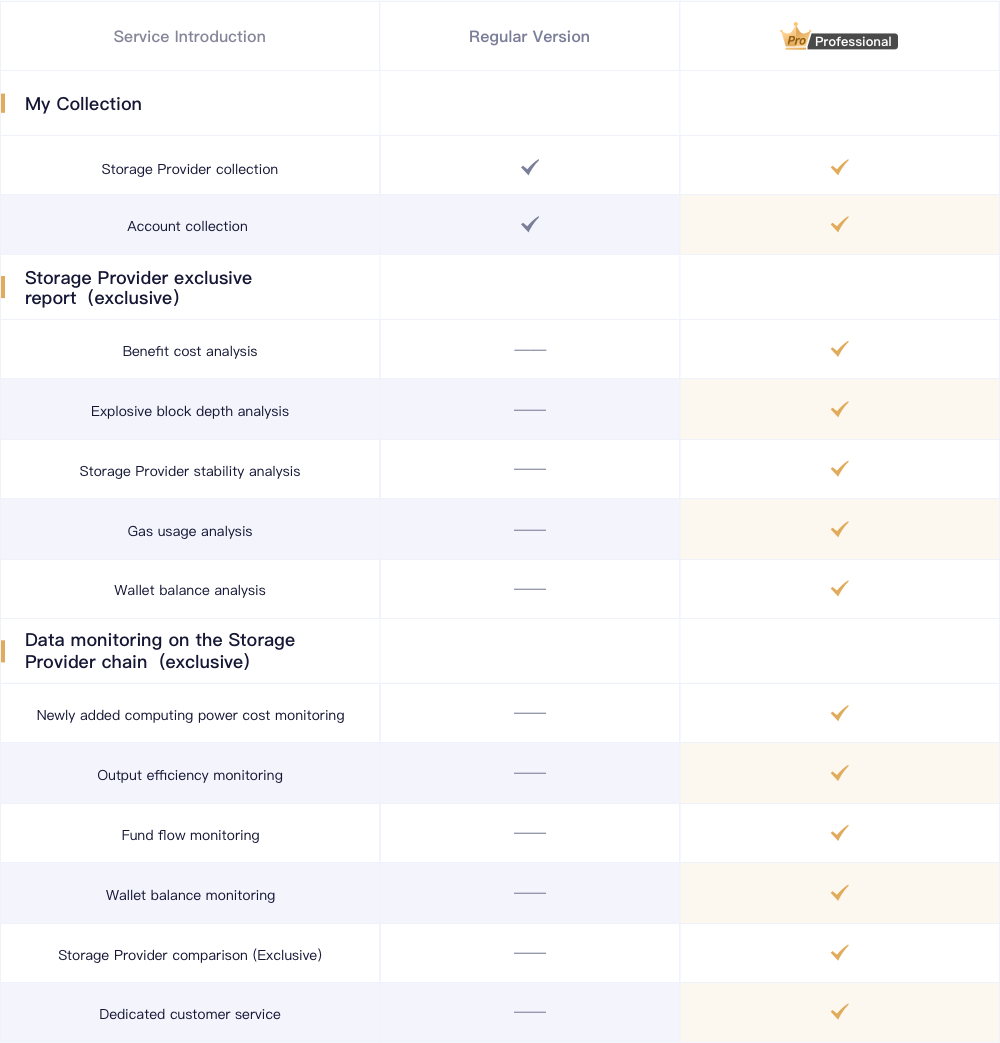 Service Introduction
Regular Version
Pro Professional
My Collection
Storage Provider collection
Account collection
Storage Provider exclusive
report（exclusive）
Benefit cost analysis
Explosive block depth analysis
Storage Provider stability analysis
Gas usage analysis
Wallet balance analysis
Data monitoring on the Storage
Provider chain（exclusive）
Newly added computing power cost monitoring
Output efficiency monitoring
Fund flow monitoring
Wallet balance monitoring
Storage Provider comparison (Exclusive)
Dedicated customer service